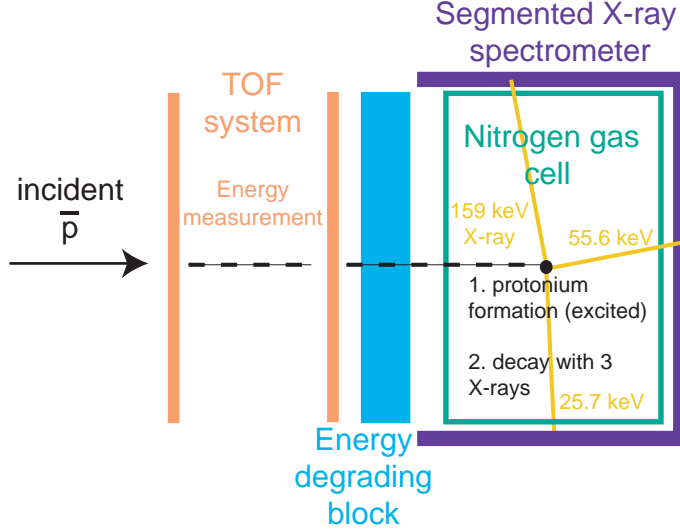 Segmented X-ray
spectrometer
TOF
system
Nitrogen gas
cell
incident
p̅
Energy
measurement
159 keV
X-ray
55.6 keV
1. protonium
formation (excited)
2. decay with 3
X-rays
25.7 keV
Energy
degrading
block